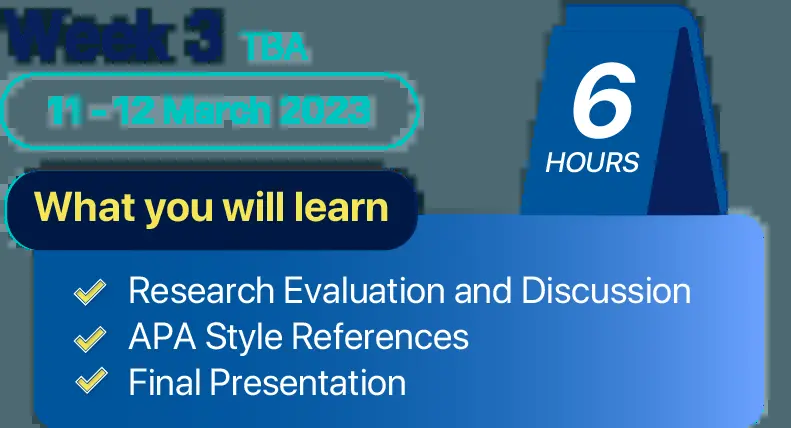 Week 3 TBA
11 - 12 March 2023
6
HOURS
What you will learn
Research Evaluation and Discussion
APA Style References
Final Presentation